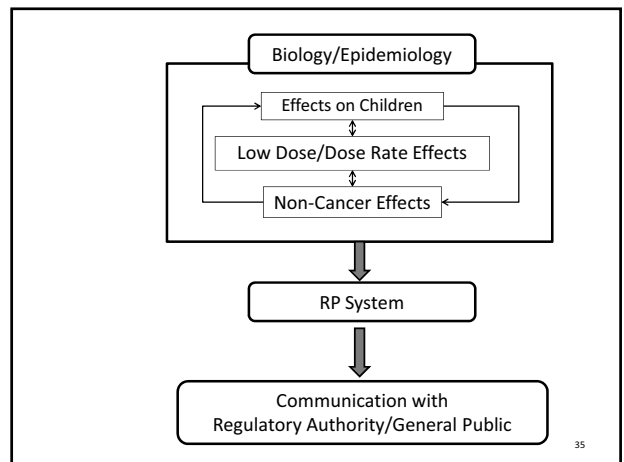 Biology/Epidemiology
Effects on Children
Low Dose/Dose Rate Effects
Non-Cancer Effects
RP System
Communication with
Regulatory Authority/General Public
35